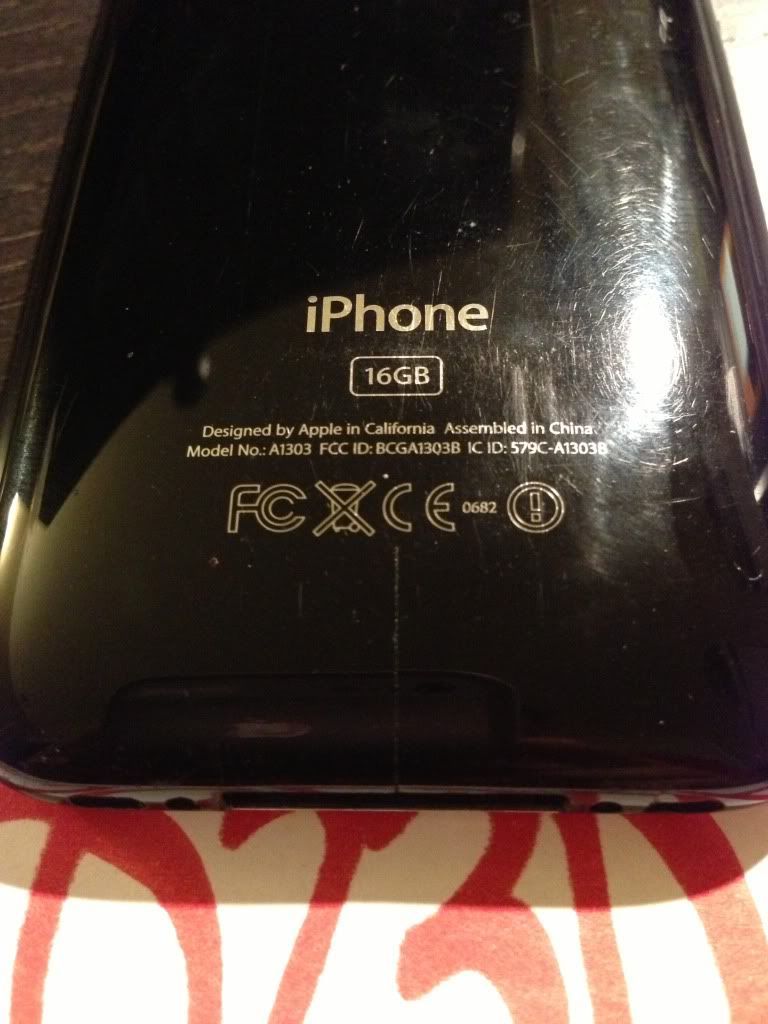 iPhone
16GB
Designed by Apple in California Assembled in China
Model No.: A1303 FCC ID: BCGA1303B IC ID: 579C-A1303B
FC CE 0682 !